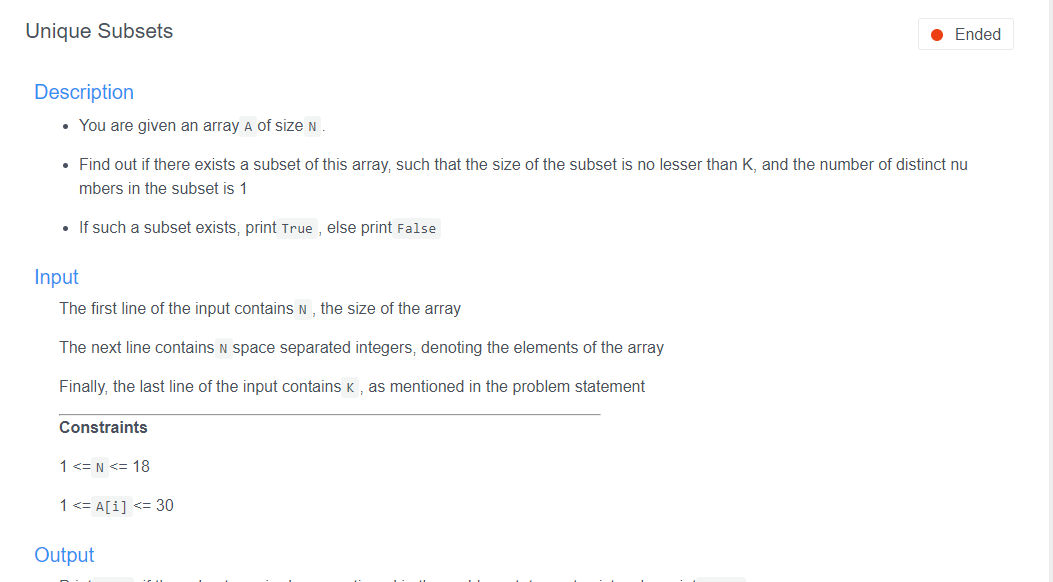 Unique Subsets
Ended
Description
You are given an array A of size N .
Find out if there exists a subset of this array, such that the size of the subset is no lesser than K, and the number of distinct nu
mbers in the subset is 1
If such a subset exists, print True , else print False
Input
The first line of the input contains N , the size of the array
The next line contains N space separated integers, denoting the elements of the array
Finally, the last line of the input contains K , as mentioned in the problem statement
Constraints
1 <= N <= 18
1 <= A[i] <= 30
Output